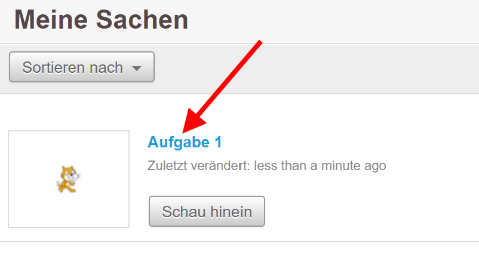 Meine Sachen
Sortieren nach
Aufgabe 1
Zuletzt verändert: less than a minute ago
Schau hinein